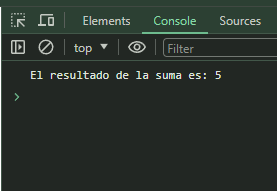 Elements Console Sources
top Filter
El resultado de la suma es: 5